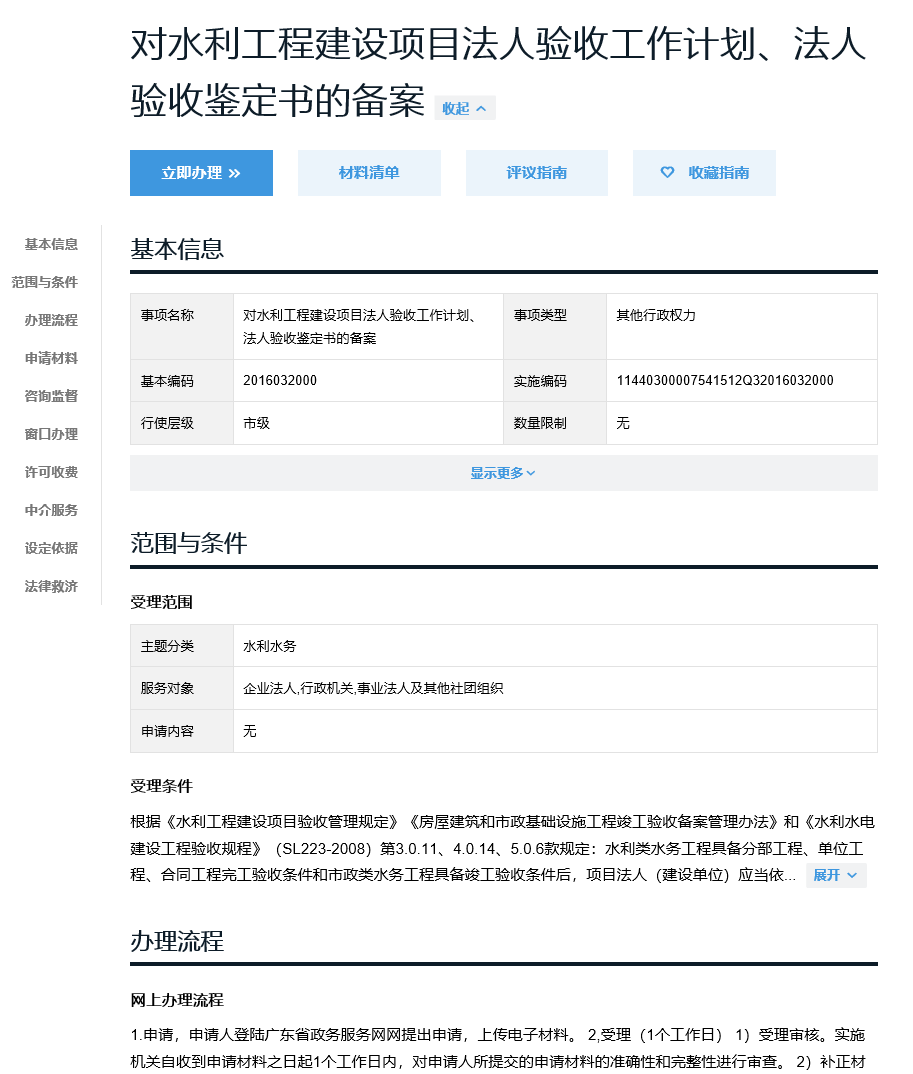 对水利工程建设项目法人验收工作计划、法人
验收鉴定书的备案 收起
立即办理 材料清单 评议指南 收藏指南
基本信息
范围与条件
办理流程
申请材料
咨询监督
窗口办理
许可收费
中介服务
设定依据
法律救济
基本信息
事项名称 对水利工程建设项目法人验收工作计划、 事项类型 其他行政权力
法人验收鉴定书的备案
基本编码 2016032000 实施编码 11440300007541512Q32016032000
行使层级 市级 数量限制 无
显示更多
范围与条件
受理范围
主题分类 水利水务
服务对象 企业法人,行政机关,事业法人及其他社团组织
申请内容 无
受理条件
根据《水利工程建设项目验收管理规定》《房屋建筑和市政基础设施工程竣工验收备案管理办法》和《水利水电
建设工程验收规程》（SL223-2008）第3.0.11、4.0.14、5.0.6款规定：水利类水务工程具备分部工程、单位工
程、合同工程完工验收条件和市政类水务工程具备竣工验收条件后，项目法人（建设单位）应当依... 展开
办理流程
网上办理流程
1.申请，申请人登陆广东省政务服务网网提出申请，上传电子材料。 2,受理（1个工作日） 1）受理审核。实施
机关自收到申请材料之日起1个工作日内，对申请人所提交的申请材料的准确性和完整性进行审查。 2）补正材